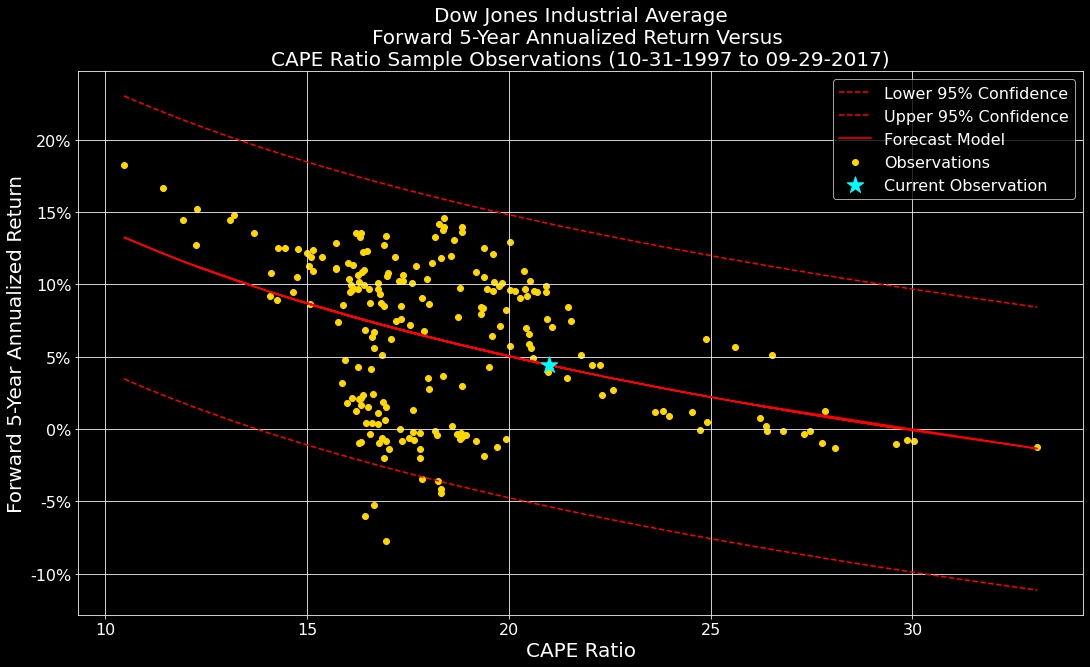 Dow Jones Industrial Average
Forward 5-Year Annualized Return Versus
CAPE Ratio Sample Observations (10-31-1997 to 09-29-2017)
Lower 95% Confidence
Upper 95% Confidence
Forecast Model
Observations
Current Observation
Forward 5-Year Annualized Return
20%
15%
10%
5%
0%
-5%
-10%
10
15
20
25
30
CAPE Ratio